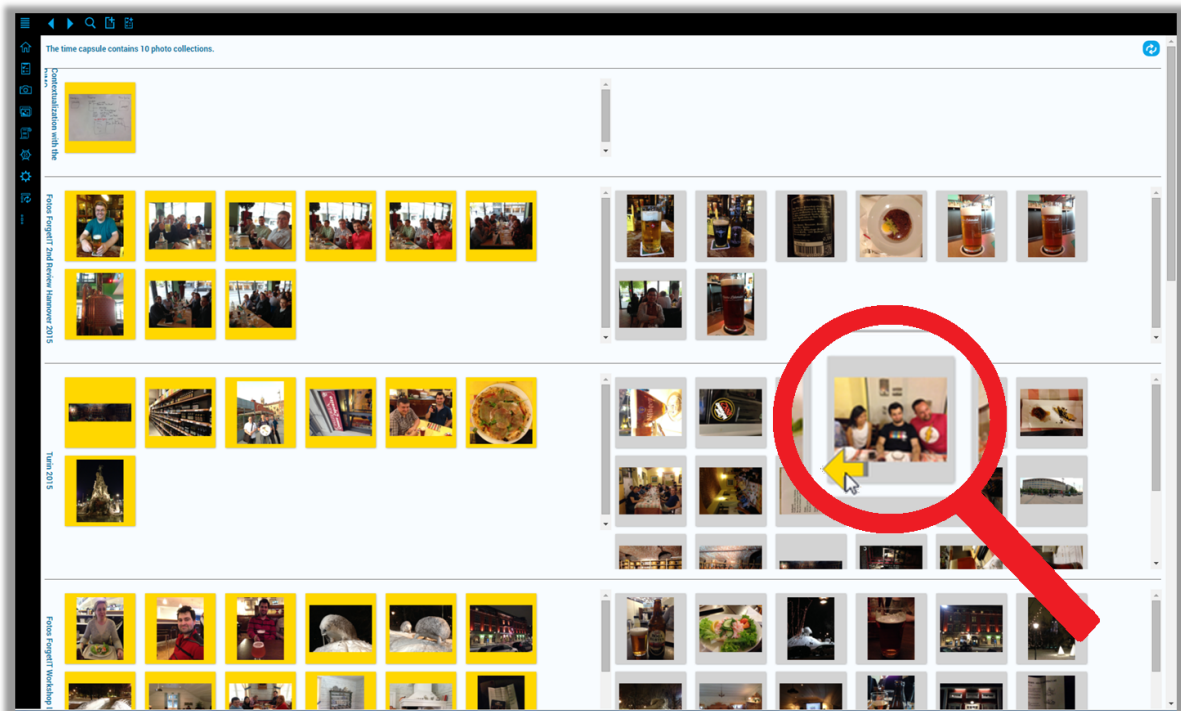 The time capsule contains 10 photo collections.
Contextualization with the
Fotos ForgetIT 2nd Review Hannover 2015
Turin 2015
Fotos ForgetIT Workshop